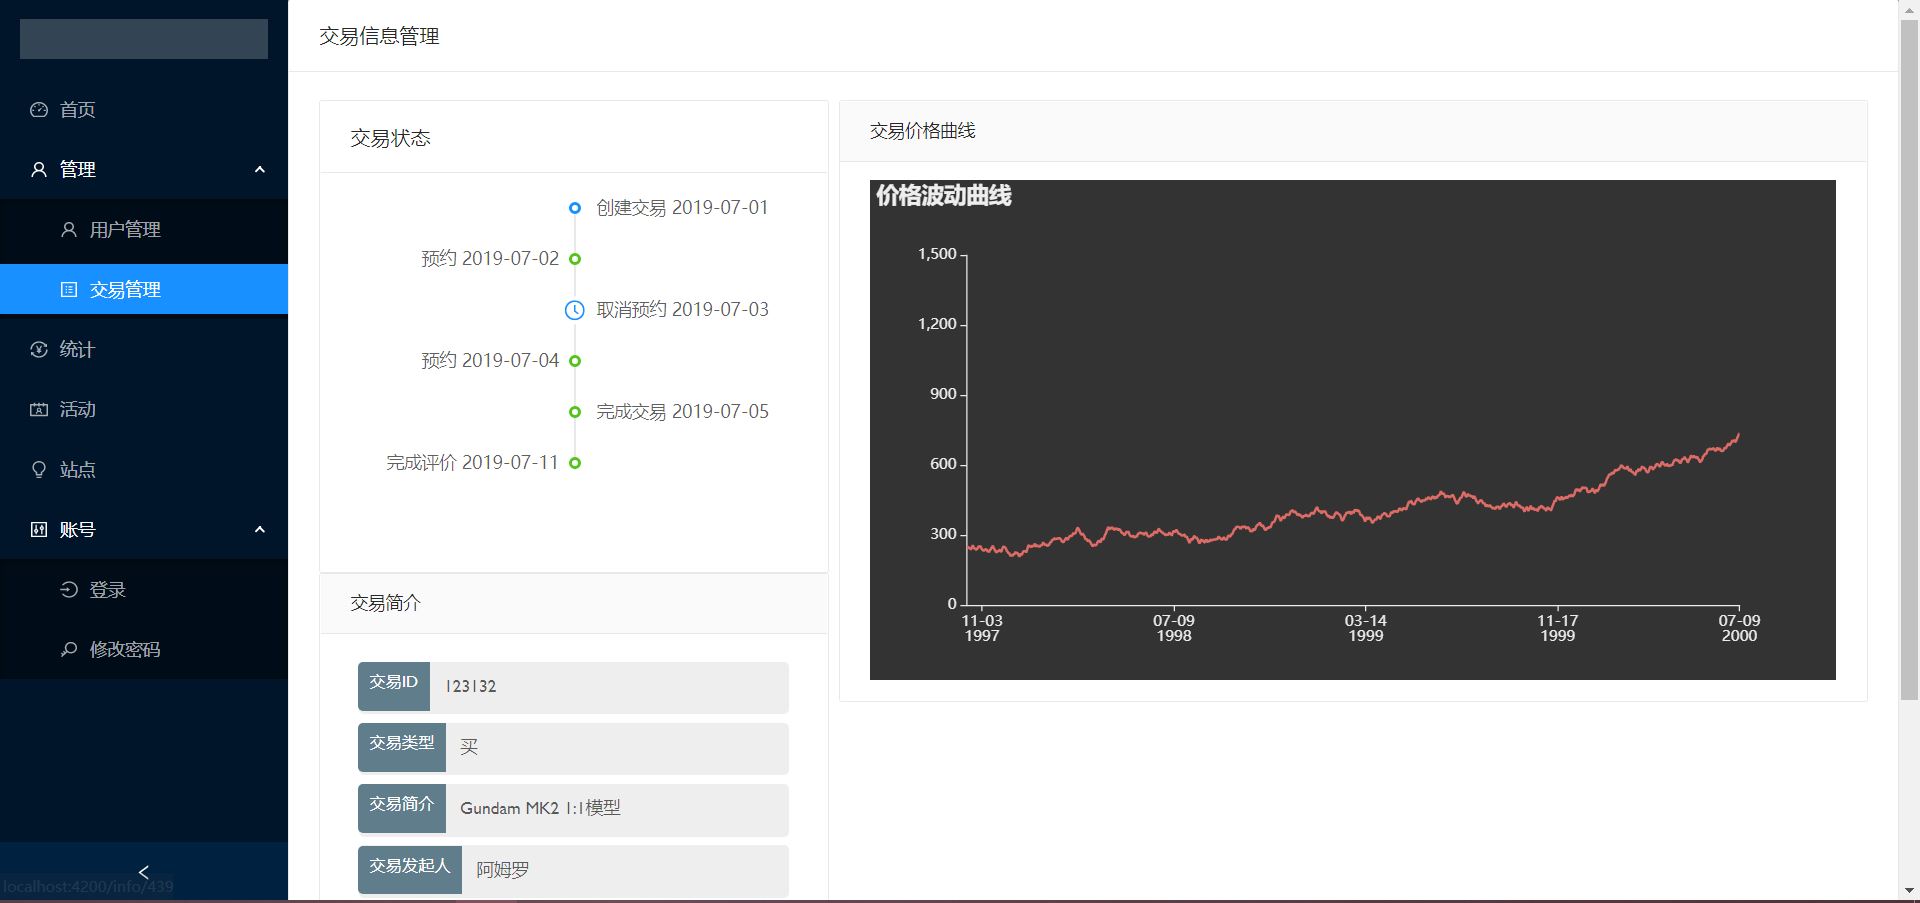 首页
管理
用户管理
交易管理
统计
活动
站点
账号
登录
修改密码
localhost:4200/info/439
交易信息管理
交易状态
创建交易 2019-07-01
预约 2019-07-02
取消预约 2019-07-03
预约 2019-07-04
完成交易 2019-07-05
完成评价 2019-07-11
交易简介
交易ID 123132
交易类型 买
交易简介 Gundam MK2 1:1模型
交易发起人 阿姆罗
交易价格曲线
价格波动曲线
1,500
1,200
900
600
300
0
11-03 07-09 03-14 11-17 07-09
1997 1998 1999 1999 2000